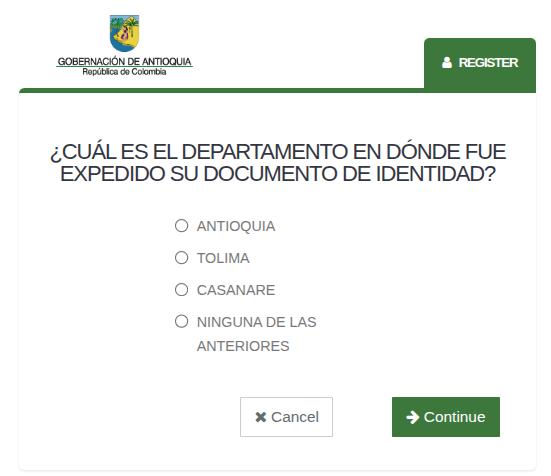 GOBERNACIÓN DE ANTIOQUIA
República de Colombia
REGISTER
¿CUÁL ES EL DEPARTAMENTO EN DÓNDE FUE
EXPEDIDO SU DOCUMENTO DE IDENTIDAD?
ANTIOQUIA
TOLIMA
CASANARE
NINGUNA DE LAS
ANTERIORES
Cancel
Continue